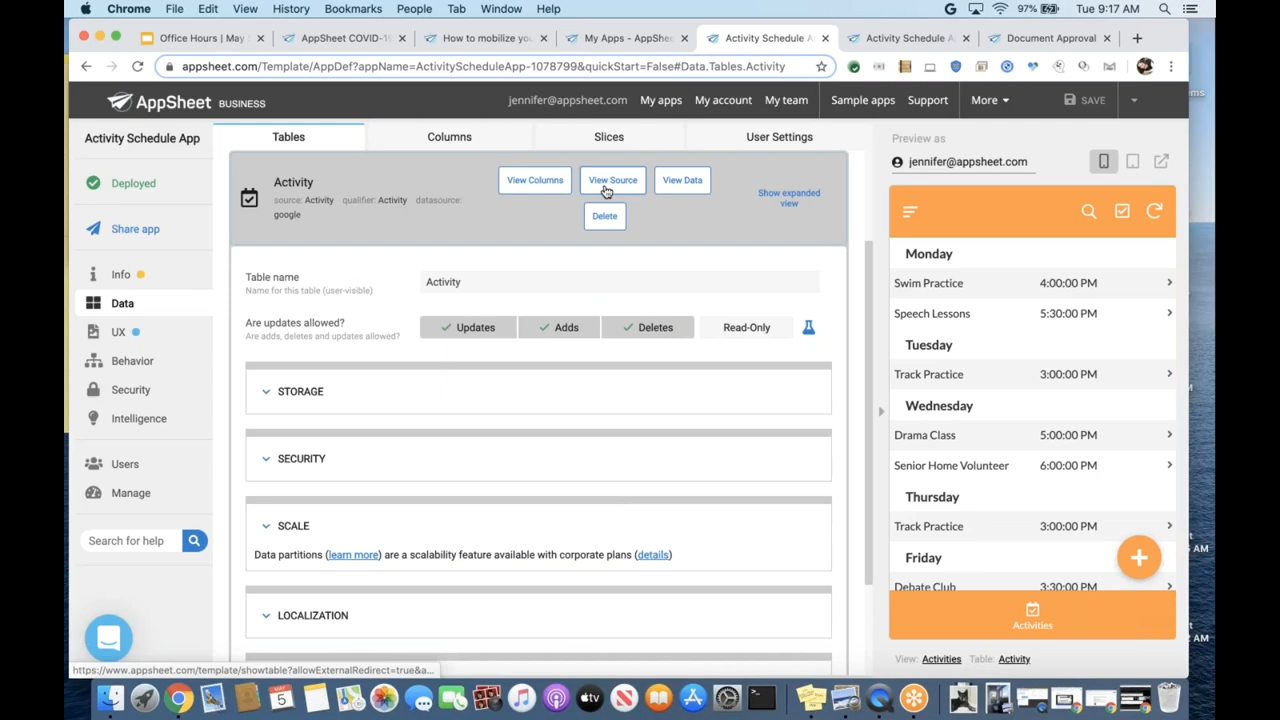 Chrome File Edit View History Bookmarks People Tab Window Help
97%
Tue 9:17 AM
Office Hours | May
AppSheet COVID-1
How to mobilize yo
My Apps - AppShe
Activity Schedule A
Activity Schedule A
Document Approval
appsheet.com/Template/AppDef?appName=ActivityScheduleApp-1078799&quickStart=False#Data.Tables.Activity
AppSheet BUSINESS
jennifer@appsheet.com My apps My account My team Sample apps Support More SAVE
Activity Schedule App
Deployed
Share app
Info
Data
UX
Behavior
Security
Intelligence
Users
Manage
Search for help
Tables Columns Slices User Settings
Activity
source: Activity qualifier: Activity datasource:
google
View Columns View Source View Data
Delete
Show expanded
view
Table name
Name for this table (user-visible)
Activity
Are updates allowed?
Are adds, deletes and updates allowed?
Updates Adds Deletes Read-Only
STORAGE
SECURITY
SCALE
Data partitions (learn more) are a scalability feature available with corporate plans (details)
LOCALIZATION
Preview as
jennifer@appsheet.com
Monday
Swim Practice 4:00:00 PM
Speech Lessons 5:30:00 PM
Tuesday
Track Practice 3:00:00 PM
Wednesday
Drama Class 5:00:00 PM
Senior Home Volunteer 6:00:00 PM
Thursday
Track Practice 3:00:00 PM
Friday
Debate Club 3:30:00 PM
Activities
View: Activities Table: Activity
https://www.appsheet.com/template/showtable?allowExternalRedirect=true&a...